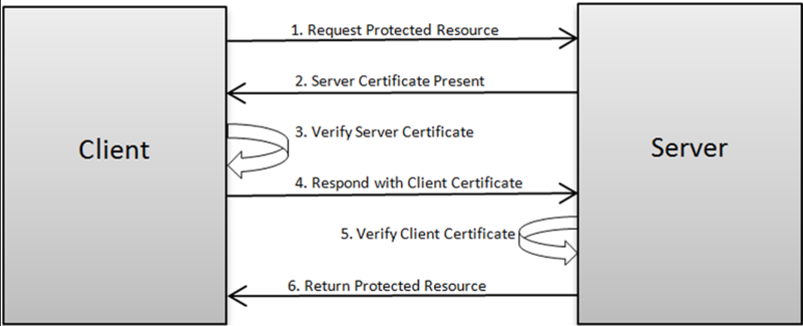 Client
Server
1. Request Protected Resource
2. Server Certificate Present
3. Verify Server Certificate
4. Respond with Client Certificate
5. Verify Client Certificate
6. Return Protected Resource